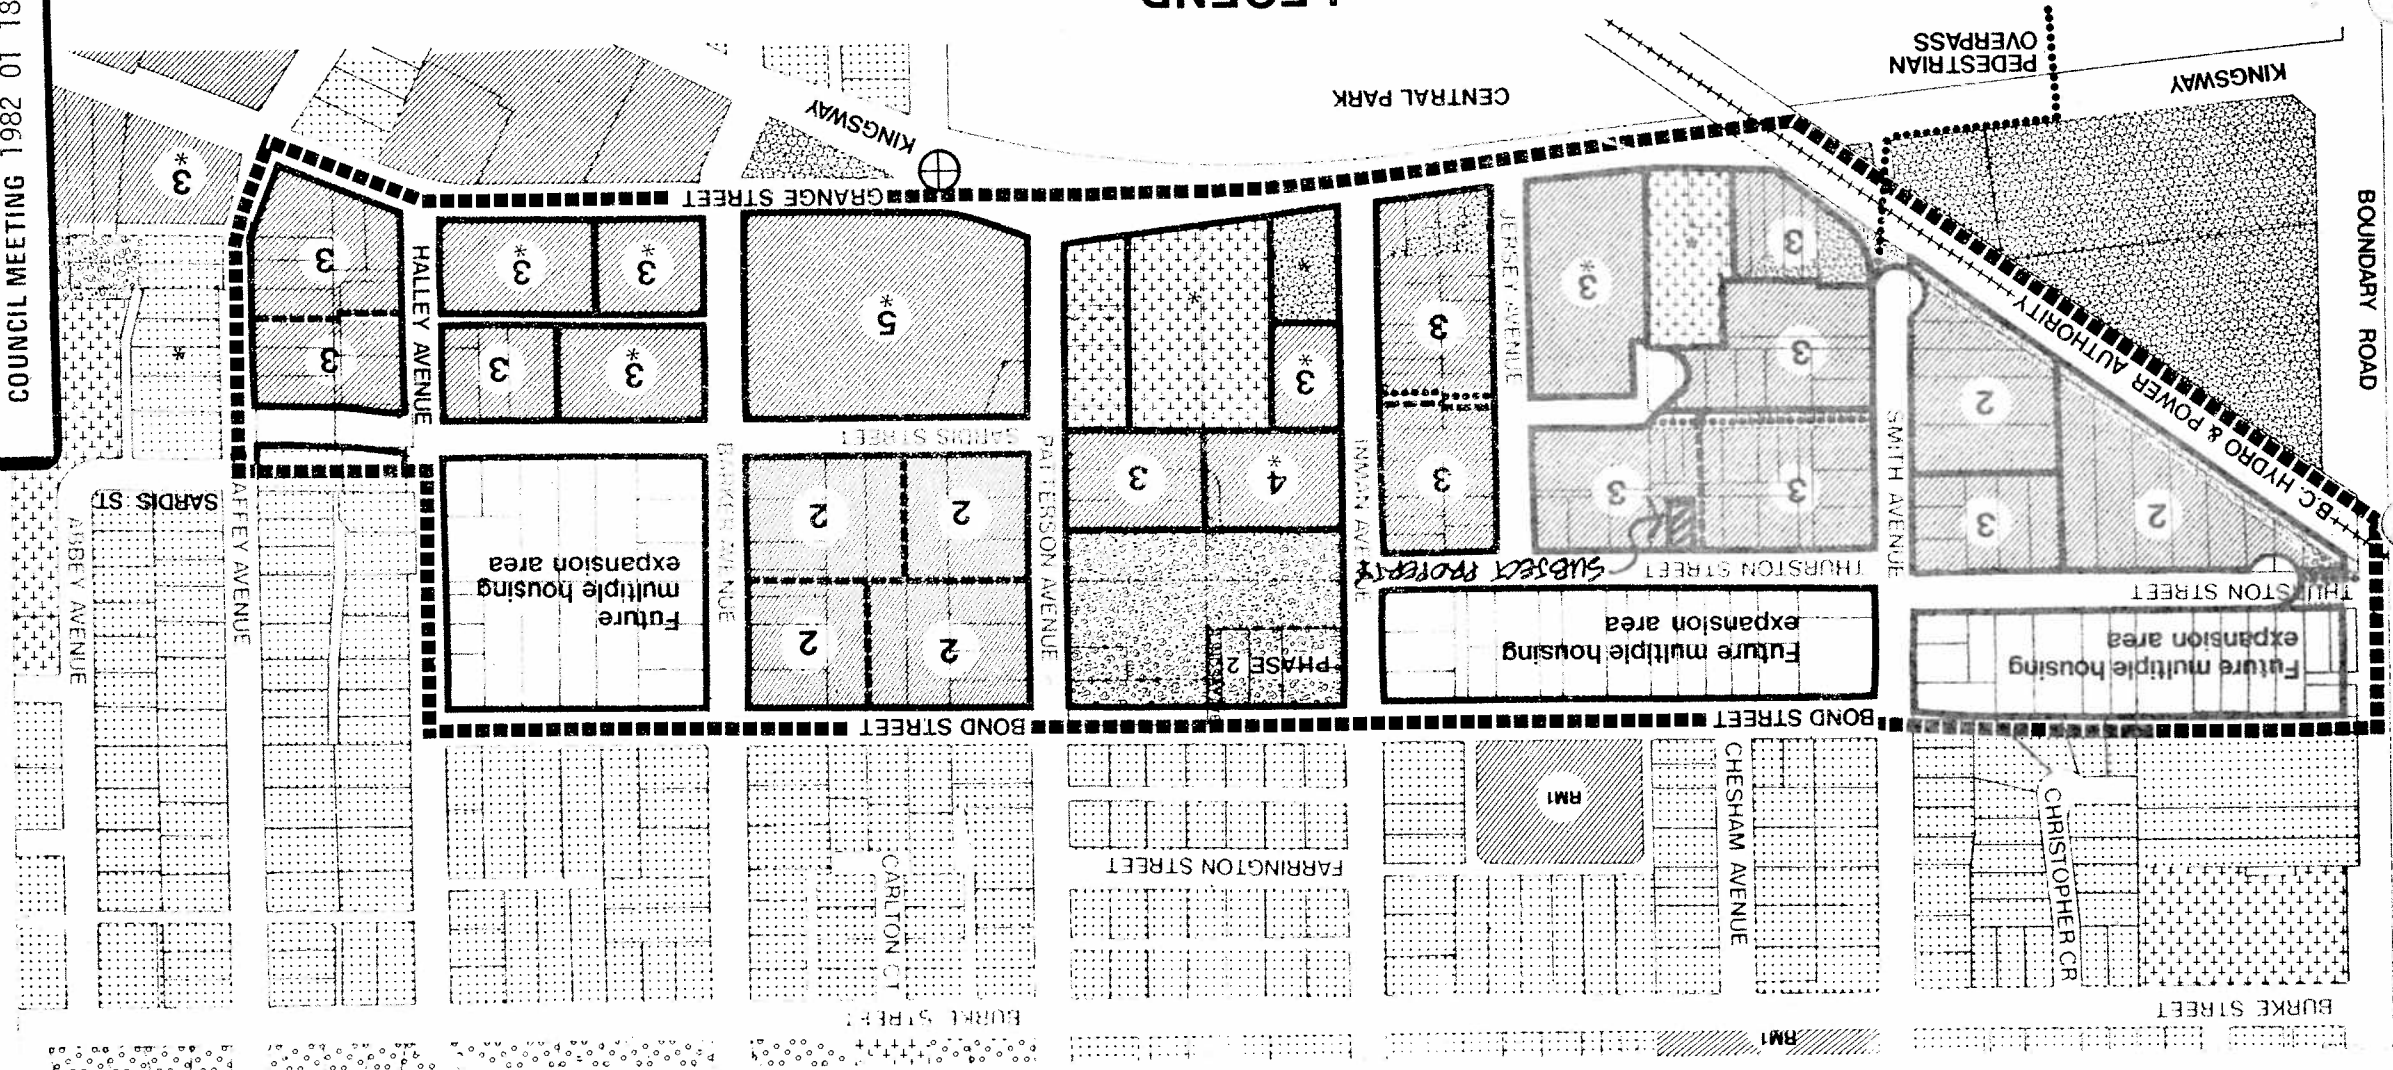 RM1
BURKE STREET
BURKE STREET
CHRISTOPHER CR
CHESHAM AVENUE
FARRINGTON STREET
CARLTON CT
RM1
BOND STREET
BOND STREET
Future multiple housing
expansion area
Future multiple housing
expansion area
PHASE 2
2
2
Future
multiple housing
expansion area
ABBEY AVENUE
AFFEY AVENUE
THURSTON STREET
THURSTON STREET
SUBJECT PROPERTY
INMAN AVENUE
PATTERSON AVENUE
BARKER AVENUE
2
3
SMITH AVENUE
3
3
3
4*
3
2
2
SARDIS ST
SARDIS STREET
2
3
JERSEY AVENUE
3*
3
3*
*
*
5*
3*
3
HALLEY AVENUE
3
*
3
3*
3*
3*
3
3*
*
B.C. HYDRO & POWER AUTHORITY
BOUNDARY ROAD
GRANGE STREET
KINGSWAY
KINGSWAY
PEDESTRIAN
OVERPASS
CENTRAL PARK
LEGEND
COUNCIL MEETING 1982 01 18